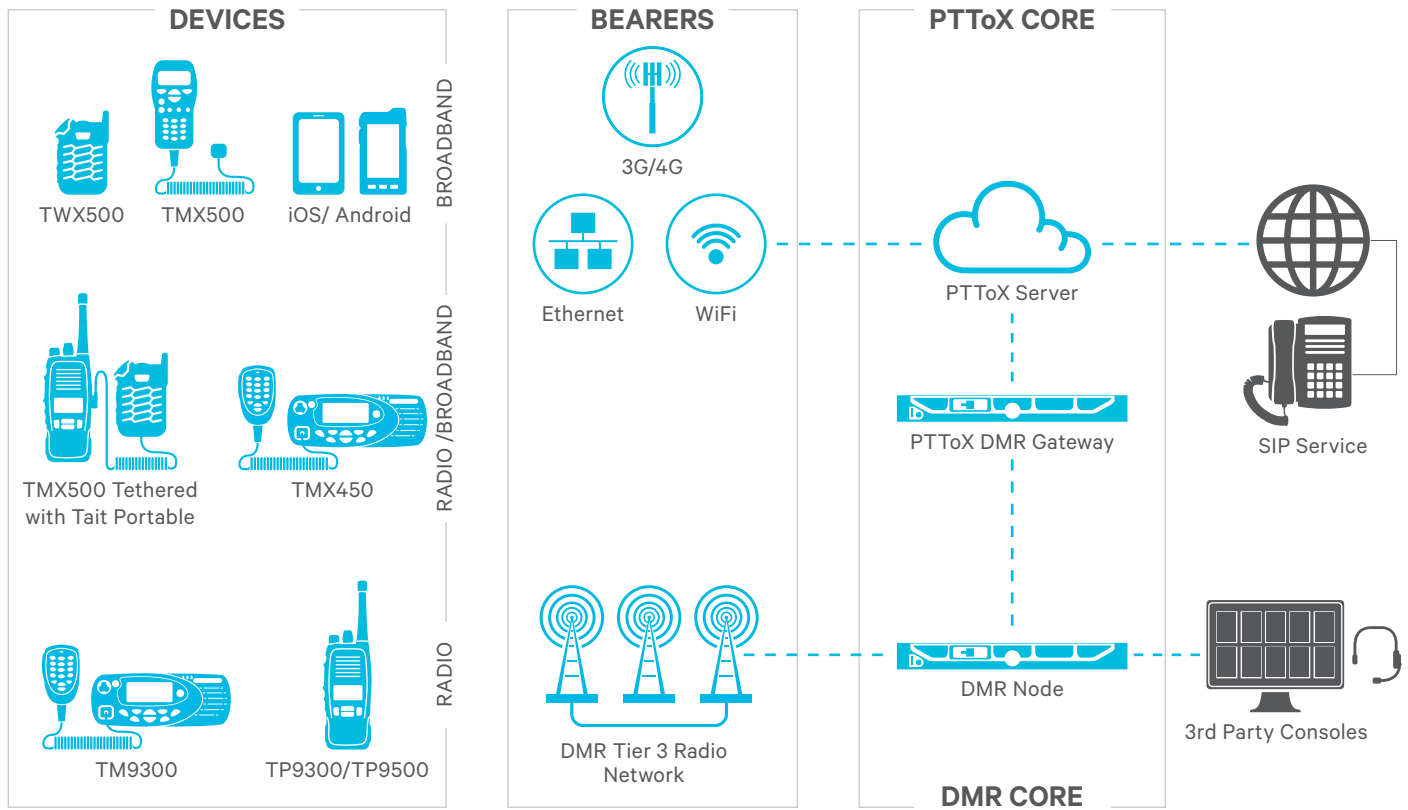 DEVICES
BROADBAND
TWX500
TMX500
iOS/ Android
RADIO /BROADBAND
TMX500 Tethered
with Tait Portable
TMX450
RADIO
TM9300
TP9300/TP9500
BEARERS
3G/4G
Ethernet
WiFi
DMR Tier 3 Radio
Network
PTToX CORE
PTToX Server
PTToX DMR Gateway
DMR Node
DMR CORE
SIP Service
3rd Party Consoles